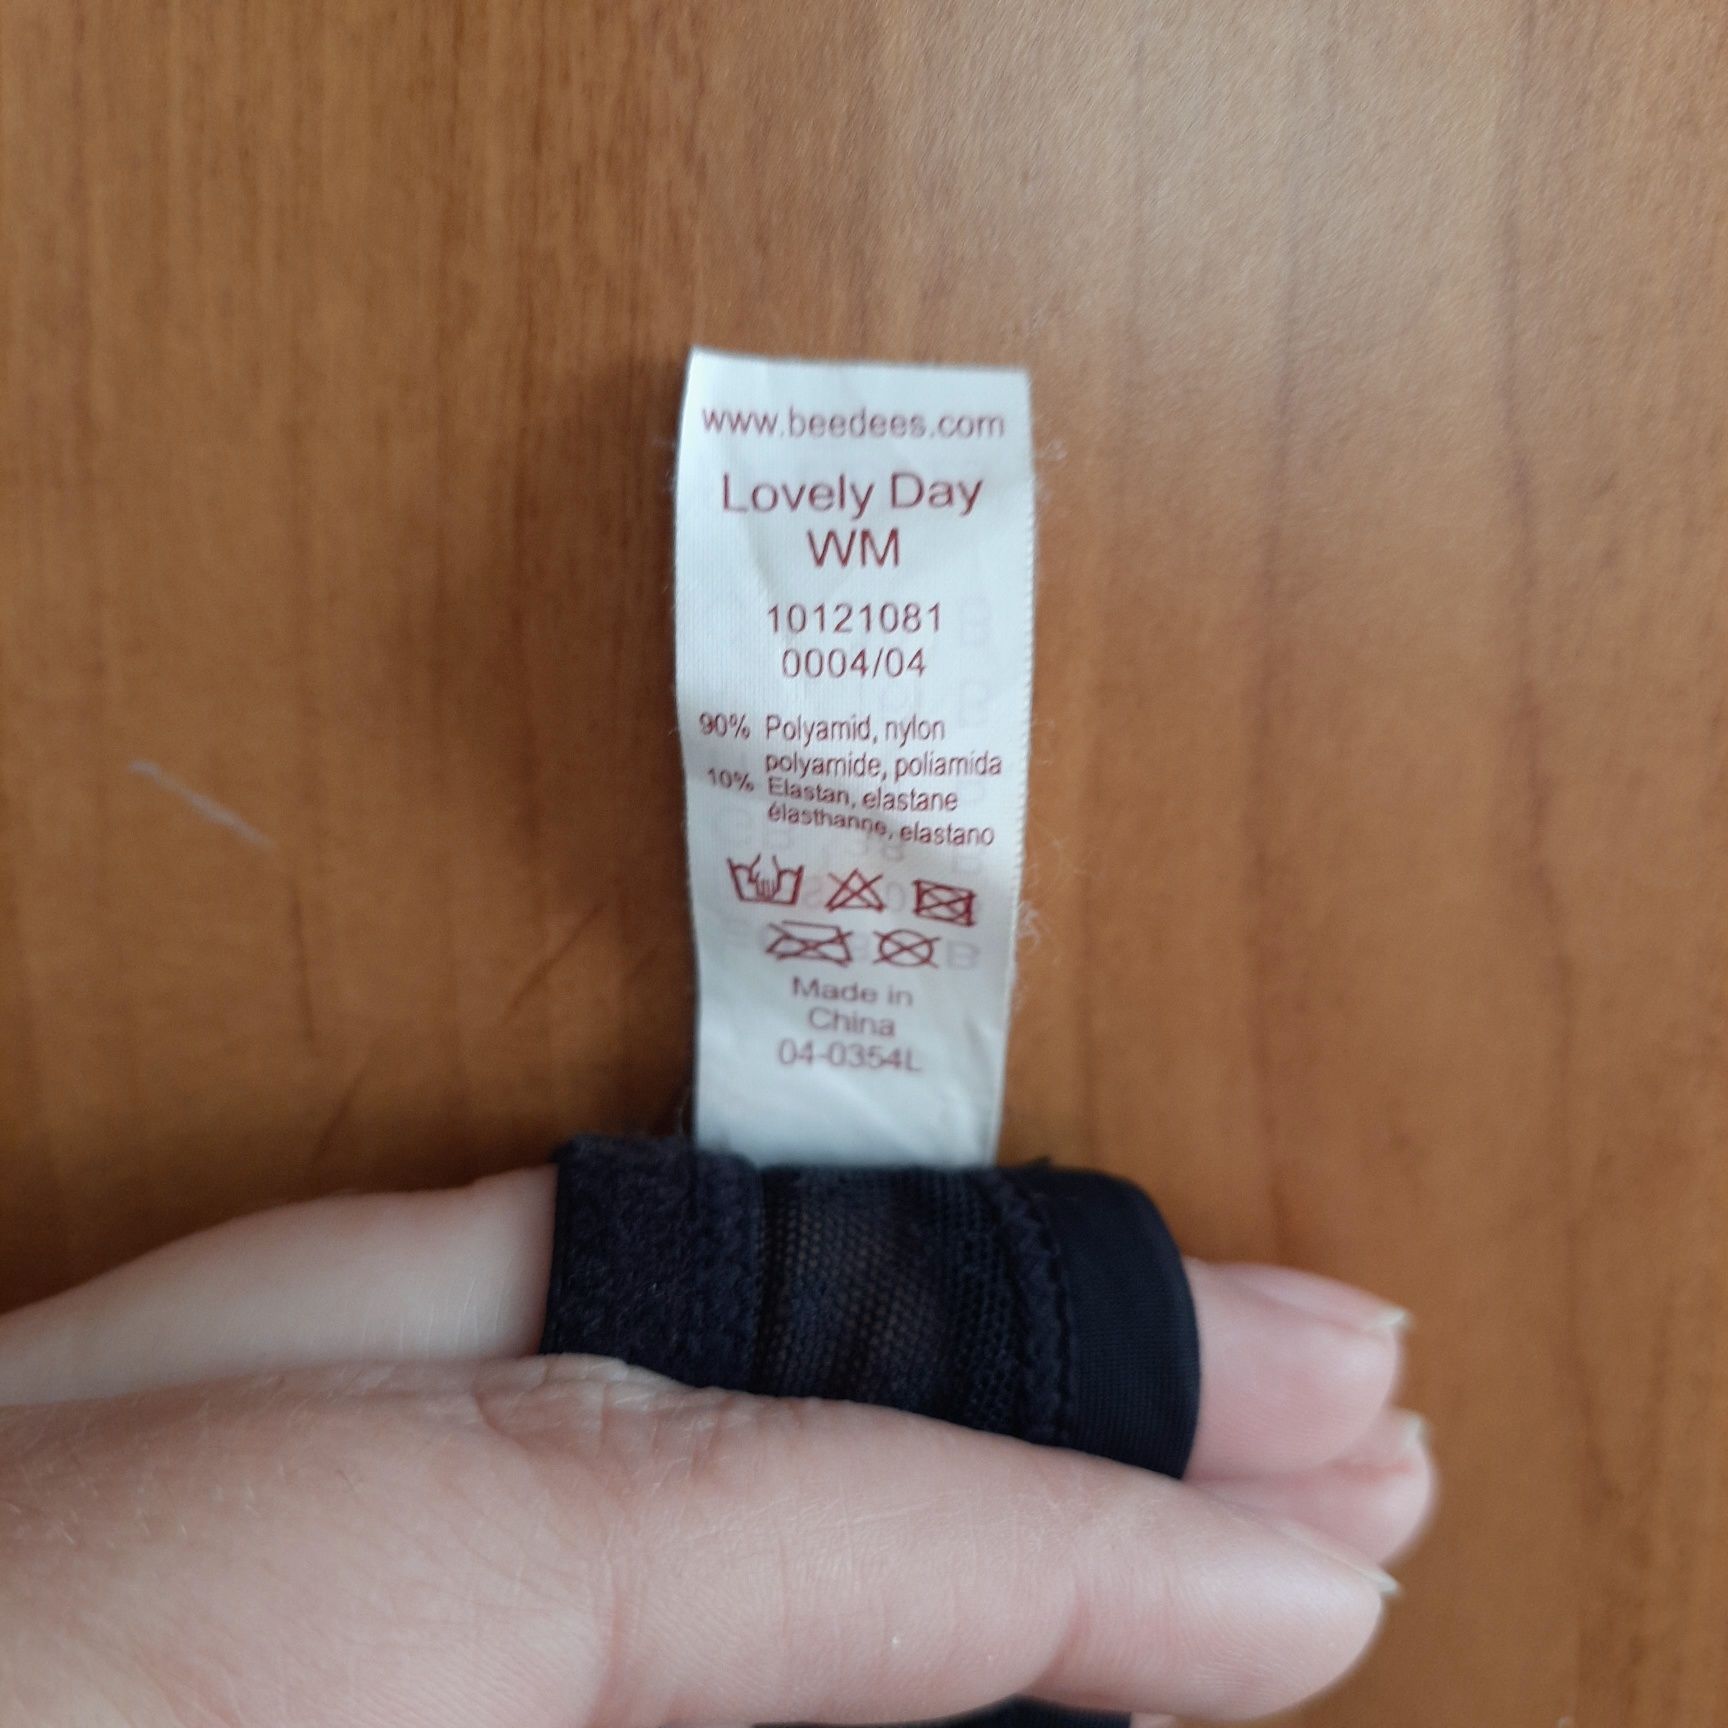 www.beedees.com
Lovely Day
WM
10121081
0004/04
90% Polyamid, nylon
polyamide, poliamida
10% Elastan, elastane
élasthanne, elastano
Made in
China
04-0354L